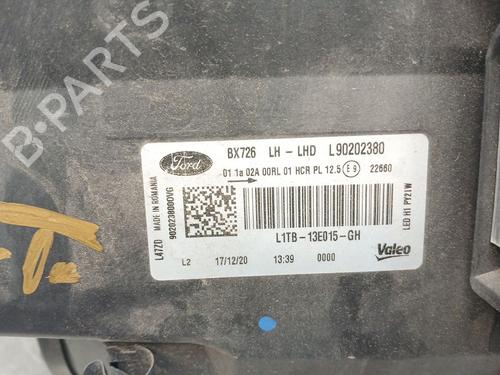 B-PARTS
Ford
BX726 LH - LHD L90202380
01 1a 02A 00RL 01 HCR PL 12.5 E9 22660
L47ZD MADE IN ROMANIA
LED H1 PY21W
L1TB-13E015-GH
L2 17/12/20 13:39 0000
Valeo
.T.